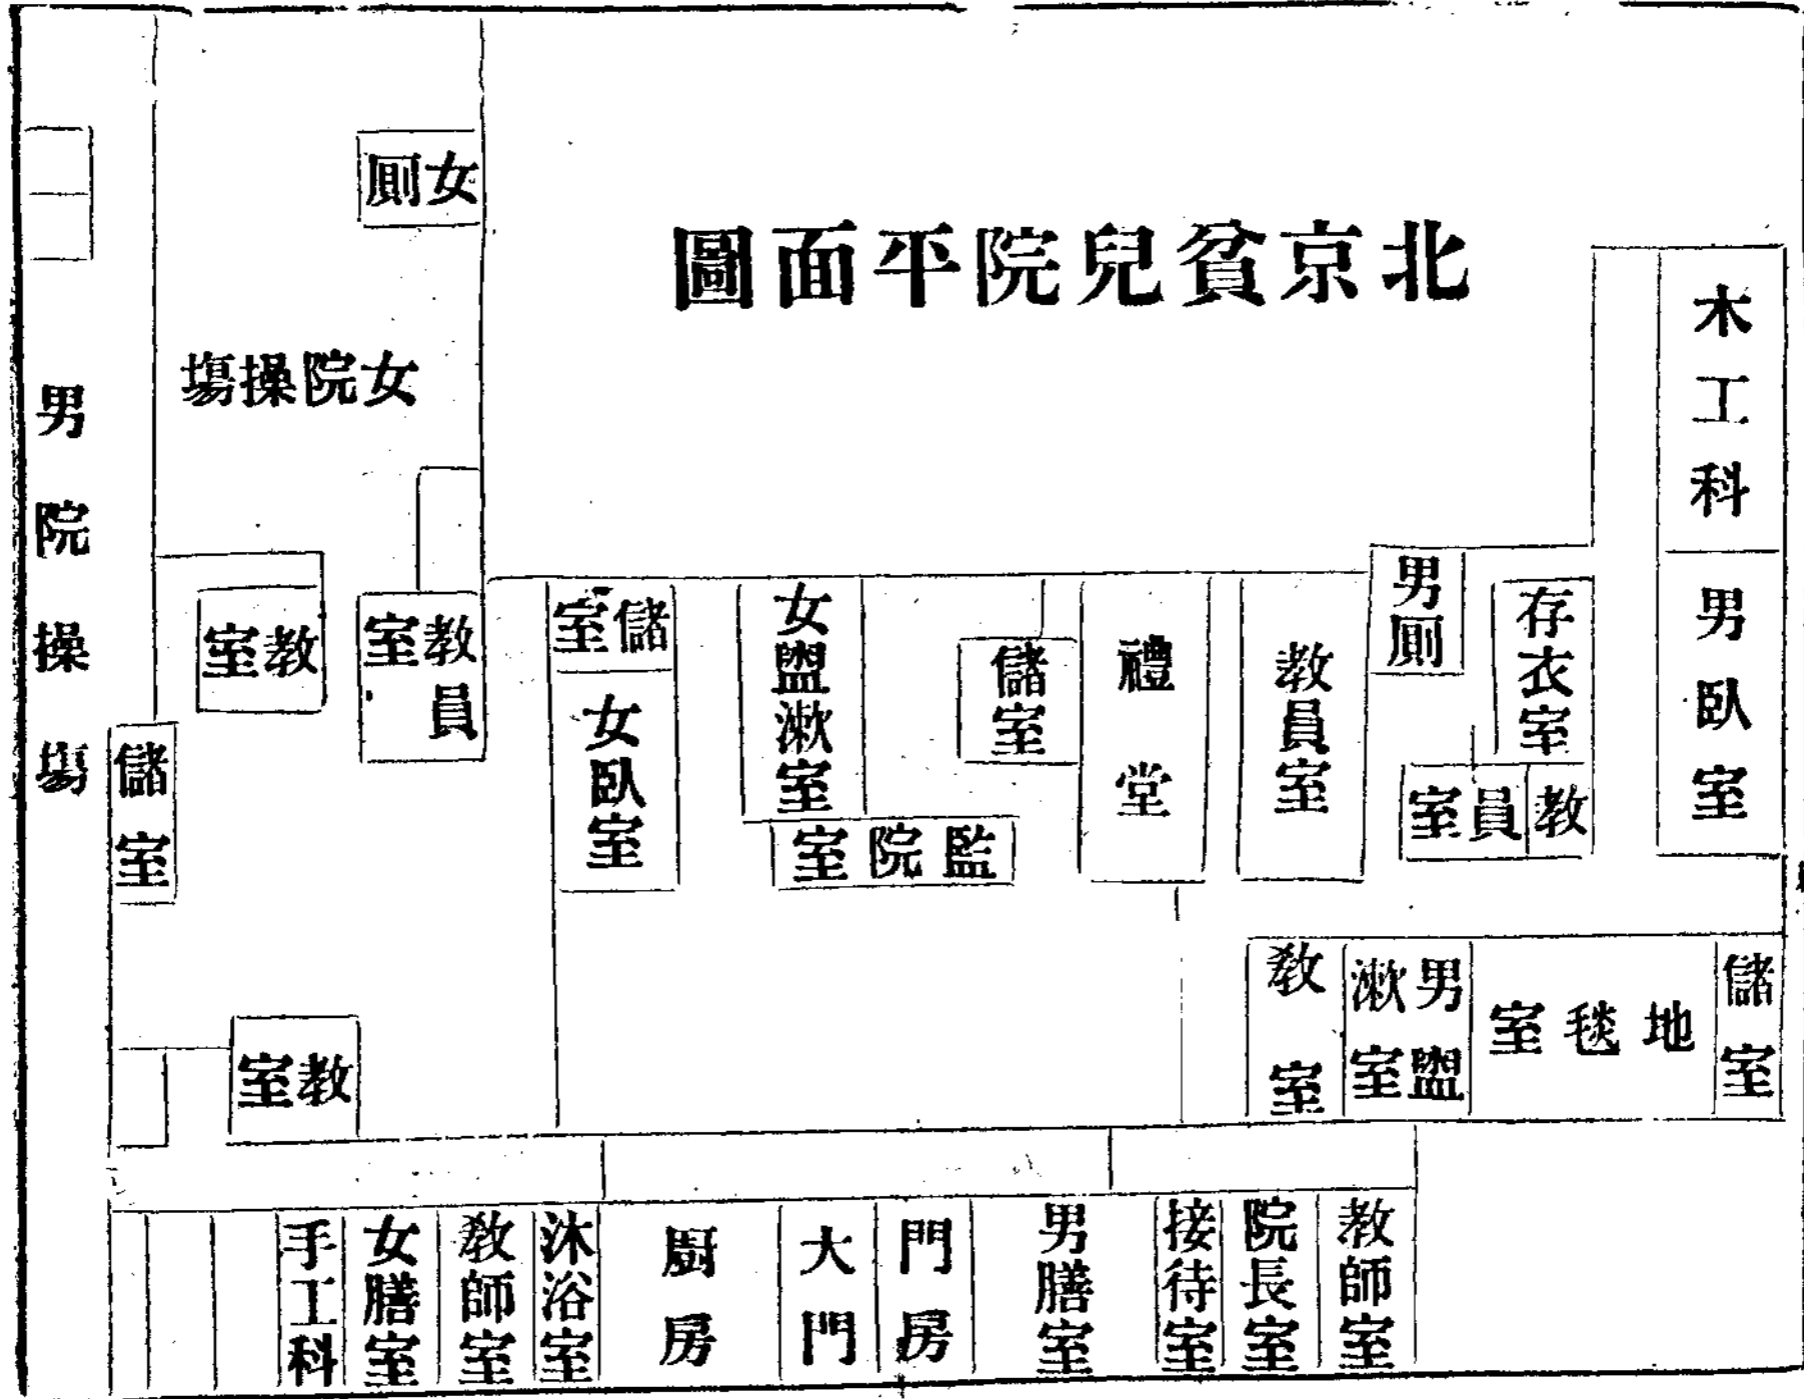 北京貧兒院平面圖
木工科
男臥室
存衣室
男厠
教員室
教員室
禮堂
儲室
監院室
女盥漱室
儲室
女臥室
女厠
女院操塲
教員室
教室
男院操塲
儲室
教室
儲室
地毯室
男盥漱室
教室
教師室
院長室
接待室
男膳室
門房
大門
廚房
沐浴室
教師室
女膳室
手工科